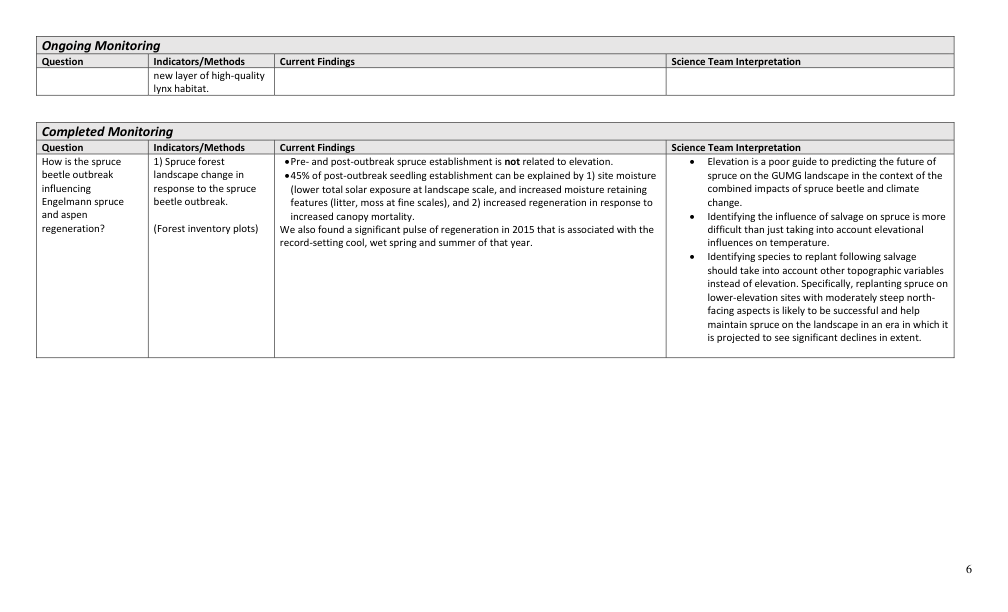 Ongoing Monitoring
Question Indicators/Methods Current Findings Science Team Interpretation
new layer of high-quality
lynx habitat.
Completed Monitoring
Question Indicators/Methods Current Findings Science Team Interpretation
How is the spruce
beetle outbreak
influencing
Engelmann spruce
and aspen
regeneration?
1) Spruce forest
landscape change in
response to the spruce
beetle outbreak.
(Forest inventory plots)
•Pre- and post-outbreak spruce establishment is not related to elevation.
•45% of post-outbreak seedling establishment can be explained by 1) site moisture
(lower total solar exposure at landscape scale, and increased moisture retaining
features (litter, moss at fine scales), and 2) increased regeneration in response to
increased canopy mortality.
We also found a significant pulse of regeneration in 2015 that is associated with the
record-setting cool, wet spring and summer of that year.
• Elevation is a poor guide to predicting the future of
spruce on the GUMG landscape in the context of the
combined impacts of spruce beetle and climate
change.
• Identifying the influence of salvage on spruce is more
difficult than just taking into account elevational
influences on temperature.
• Identifying species to replant following salvage
should take into account other topographic variables
instead of elevation. Specifically, replanting spruce on
lower-elevation sites with moderately steep north-
facing aspects is likely to be successful and help
maintain spruce on the landscape in an era in which it
is projected to see significant declines in extent.
6